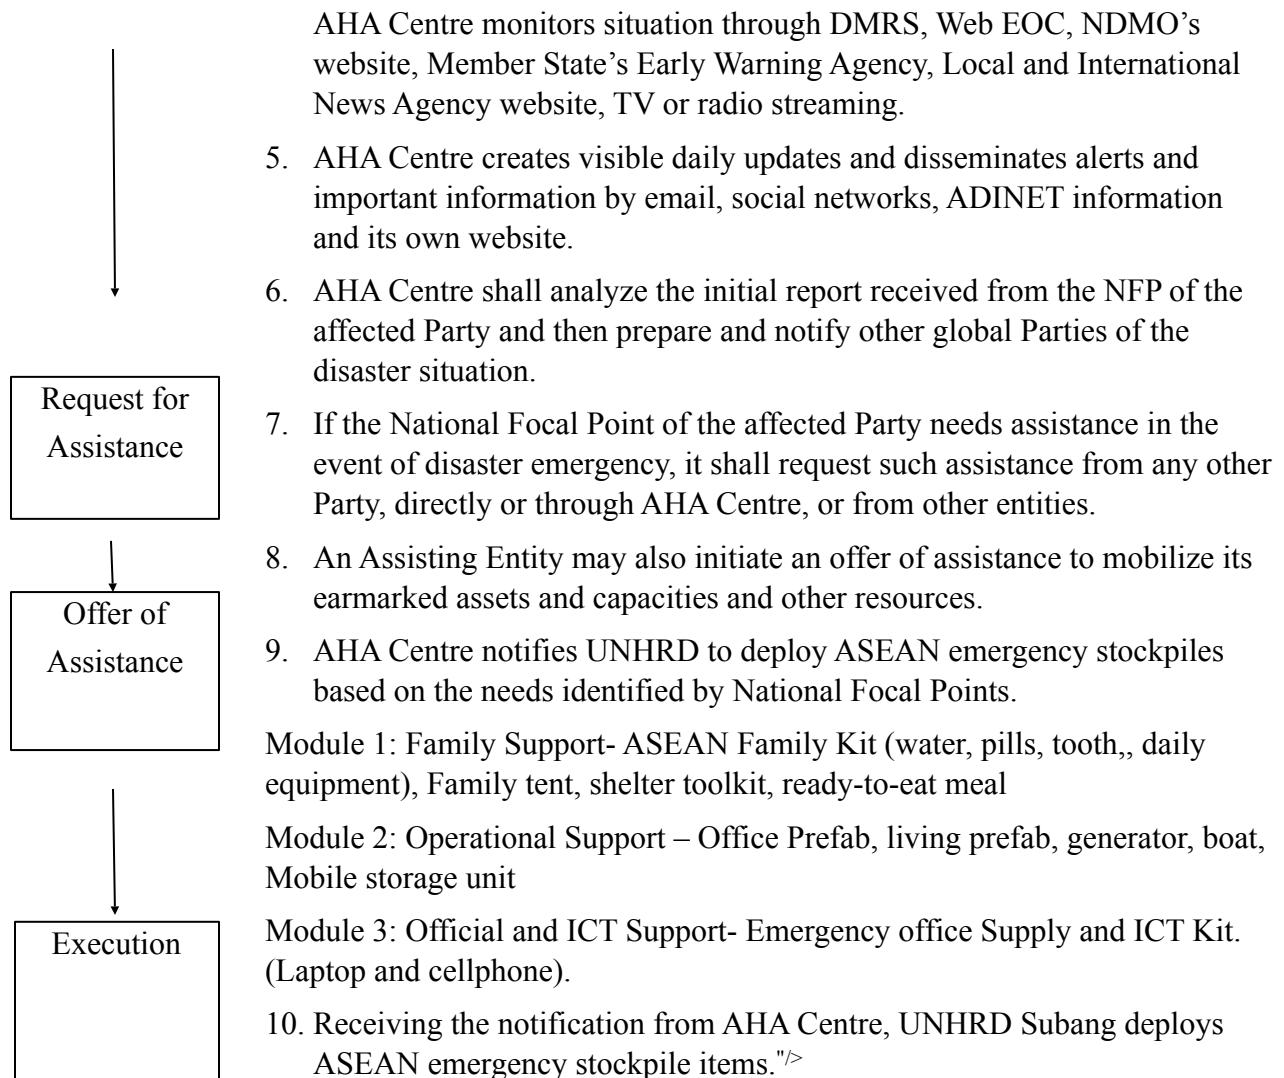 AHA Centre monitors situation through DMRS, Web EOC, NDMO’s
website, Member State’s Early Warning Agency, Local and International
News Agency website, TV or radio streaming.
5. AHA Centre creates visible daily updates and disseminates alerts and
important information by email, social networks, ADINET information
and its own website.
6. AHA Centre shall analyze the initial report received from the NFP of the
affected Party and then prepare and notify other global Parties of the
disaster situation.
Request for
Assistance
7. If the National Focal Point of the affected Party needs assistance in the
event of disaster emergency, it shall request such assistance from any other
Party, directly or through AHA Centre, or from other entities.
8. An Assisting Entity may also initiate an offer of assistance to mobilize its
earmarked assets and capacities and other resources.
Offer of
Assistance
9. AHA Centre notifies UNHRD to deploy ASEAN emergency stockpiles
based on the needs identified by National Focal Points.
Module 1: Family Support- ASEAN Family Kit (water, pills, tooth,, daily
equipment), Family tent, shelter toolkit, ready-to-eat meal
Module 2: Operational Support – Office Prefab, living prefab, generator, boat,
Mobile storage unit
Execution
Module 3: Official and ICT Support- Emergency office Supply and ICT Kit.
(Laptop and cellphone).
10. Receiving the notification from AHA Centre, UNHRD Subang deploys
ASEAN emergency stockpile items."/>